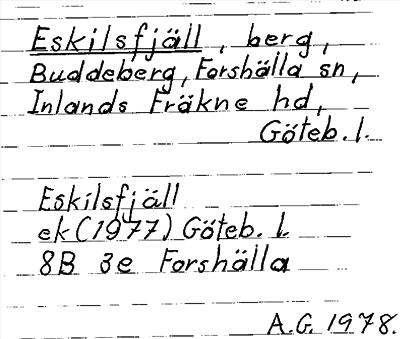 Eskilsfjäll, berg,
Buddeberg, Forshälla sn,
Inlands Fräkne hd,
Göteb. l.
Eskilsfjäll
ek (1977) Göteb. l.
8B 3e Forshälla
A.G. 1978.